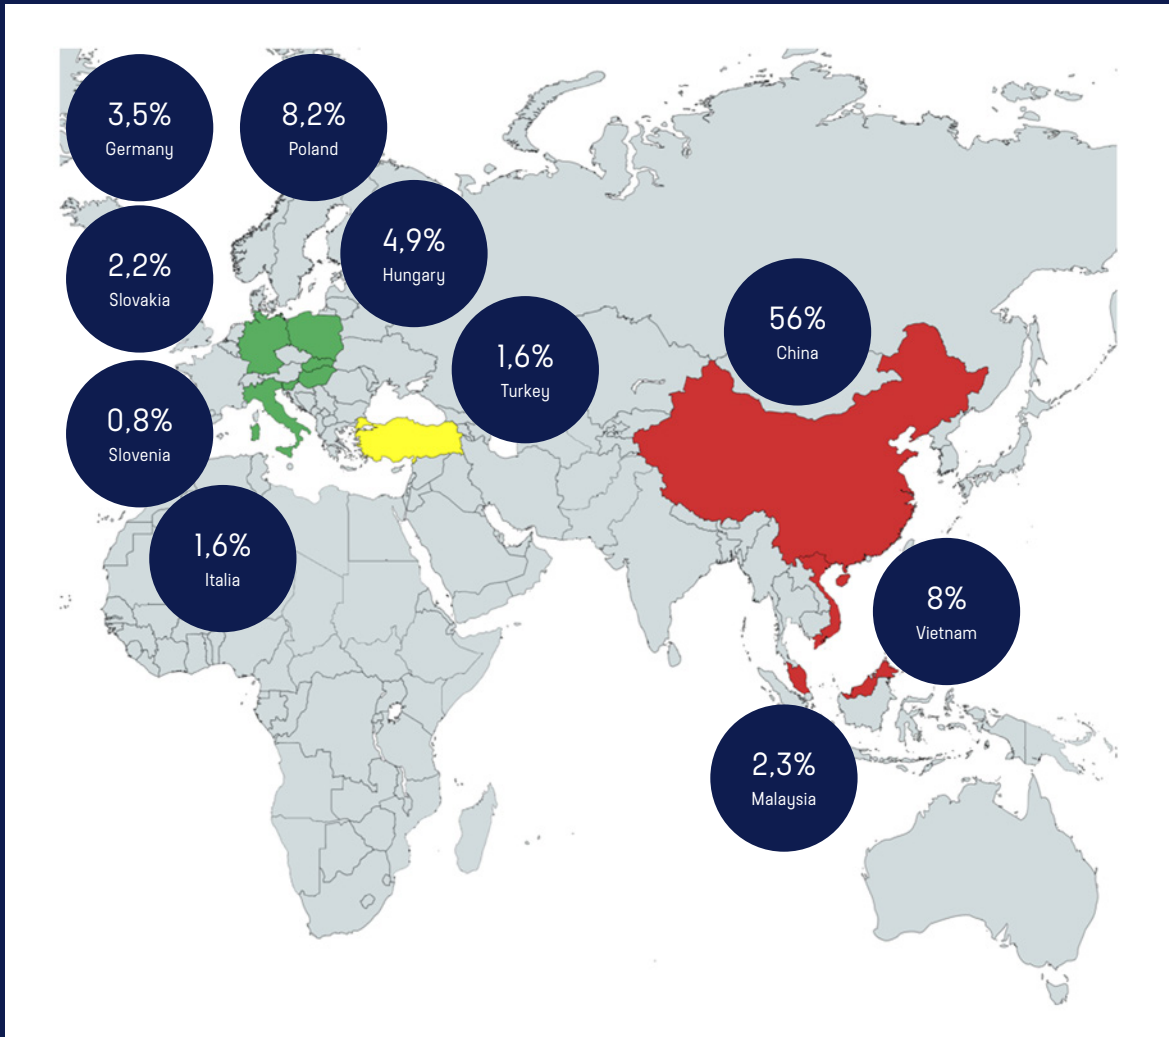 3,5%
Germany
8,2%
Poland
2,2%
Slovakia
4,9%
Hungary
56%
China
1,6%
Turkey
0,8%
Slovenia
1,6%
Italia
8%
Vietnam
2,3%
Malaysia